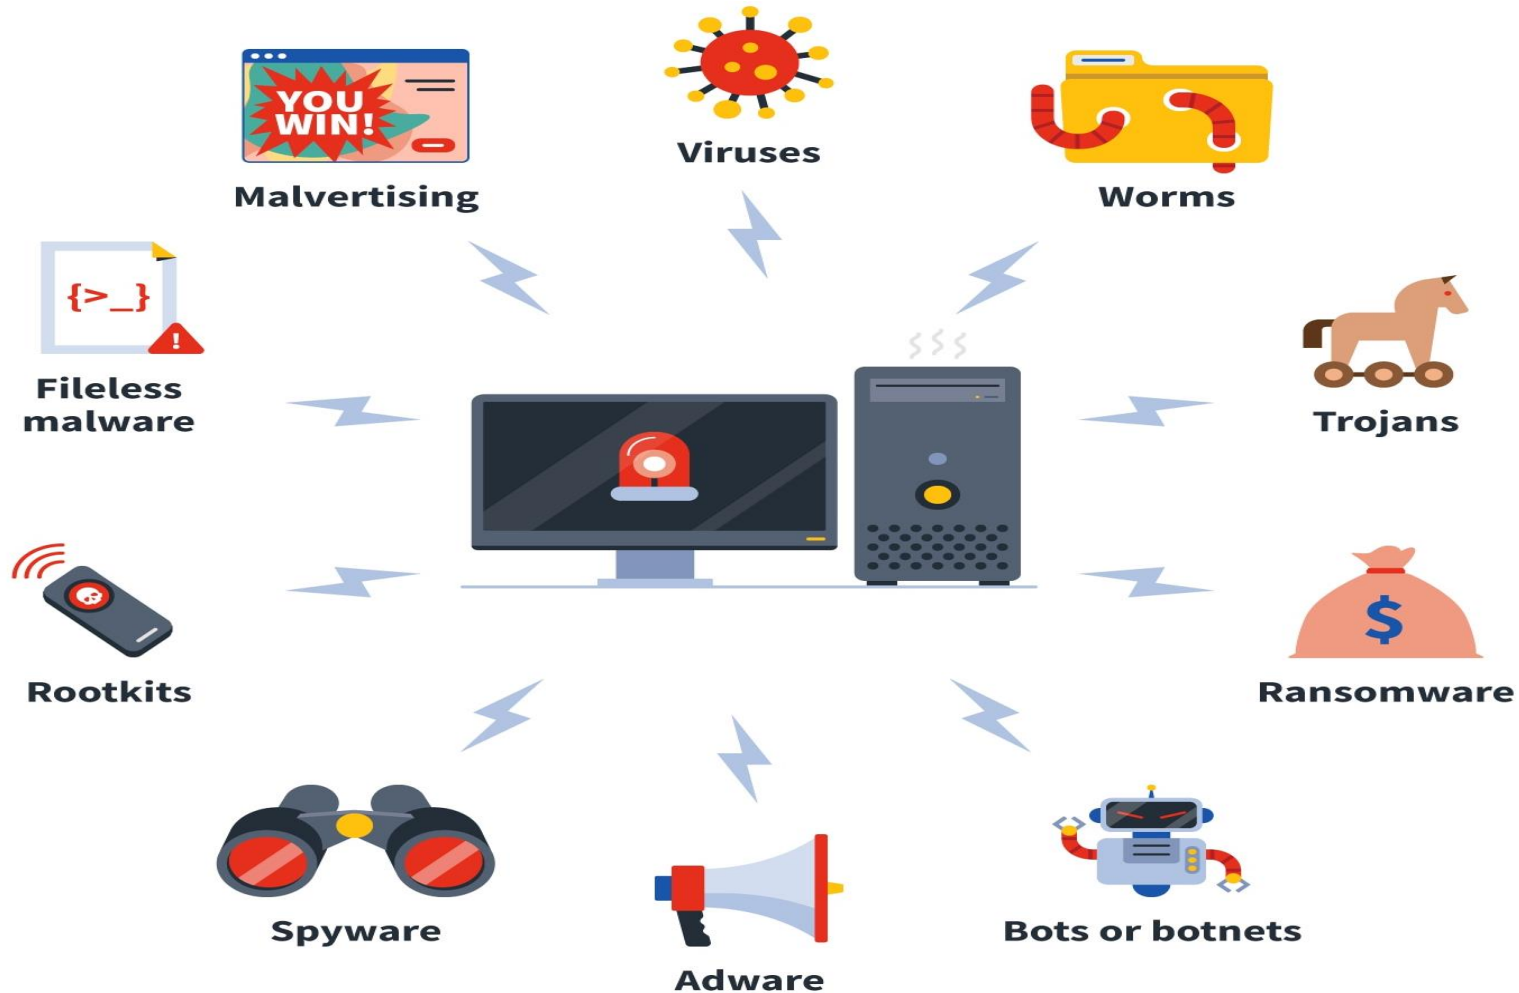 YOU
WIN!
Malvertising
Viruses
Worms
{>_}
!
Fileless
malware
Trojans
$
Rootkits
Ransomware
Spyware
Adware
Bots or botnets